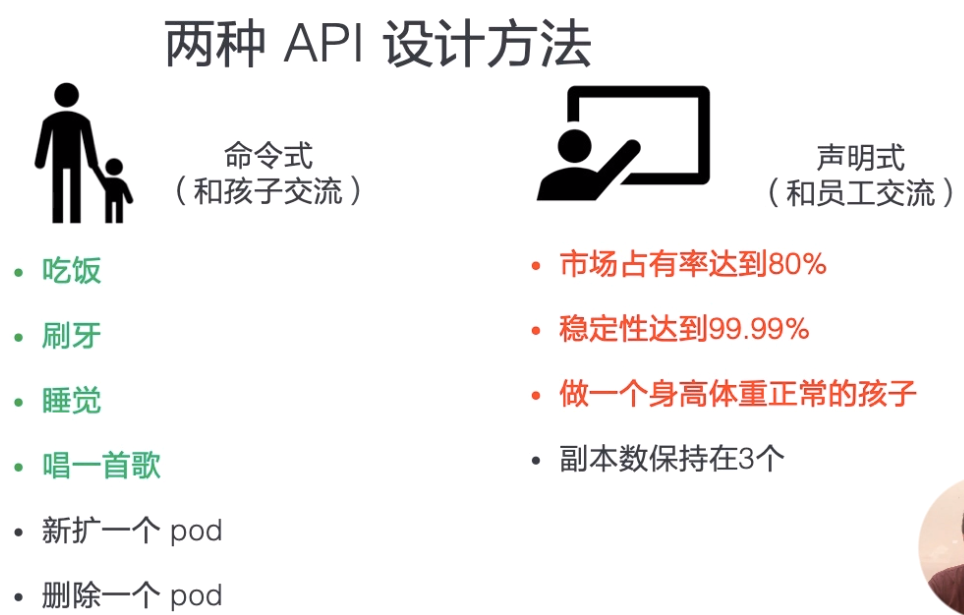 两种 API 设计方法
命令式
（和孩子交流）
• 吃饭
• 刷牙
• 睡觉
• 唱一首歌
• 新扩一个 pod
• 删除一个 pod
声明式
（和员工交流）
• 市场占有率达到80%
• 稳定性达到99.99%
• 做一个身高体重正常的孩子
• 副本数保持在3个